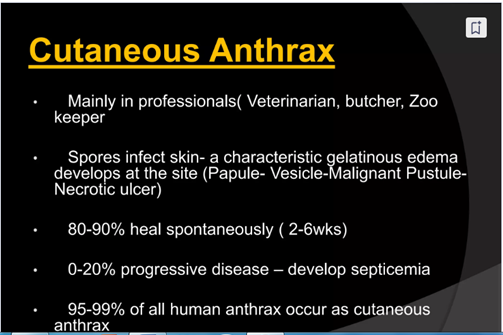 Cutaneous Anthrax
• Mainly in professionals( Veterinarian, butcher, Zoo
keeper
• Spores infect skin- a characteristic gelatinous edema
develops at the site (Papule- Vesicle-Malignant Pustule-
Necrotic ulcer)
• 80-90% heal spontaneously ( 2-6wks)
• 0-20% progressive disease – develop septicemia
• 95-99% of all human anthrax occur as cutaneous
anthrax